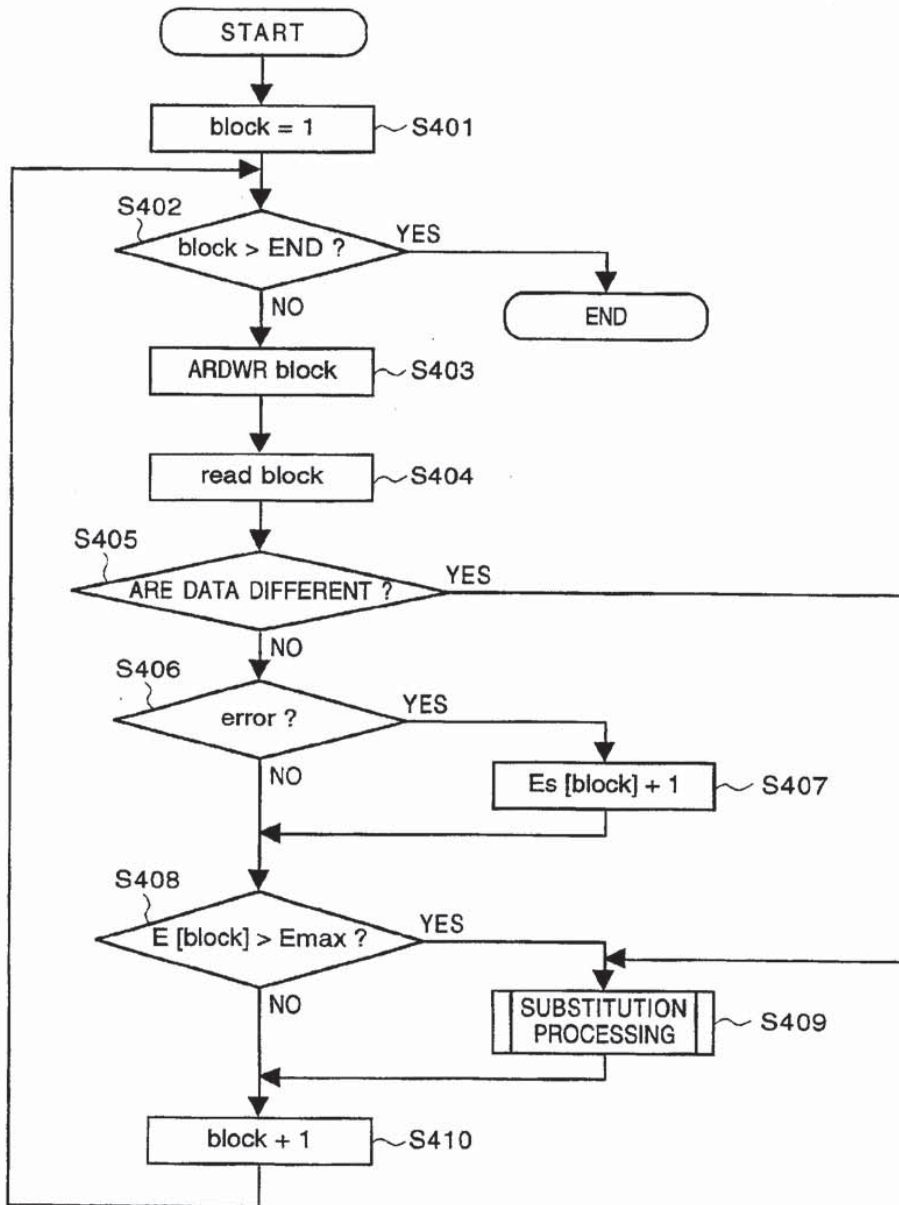 START
block = 1
S401
S402
block > END ?
YES
NO
END
ARDWR block
S403
read block
S404
S405
ARE DATA DIFFERENT ?
YES
NO
S406
error ?
YES
NO
Es [block] + 1
S407
S408
E [block] > Emax ?
YES
NO
SUBSTITUTION
PROCESSING
S409
block + 1
S410